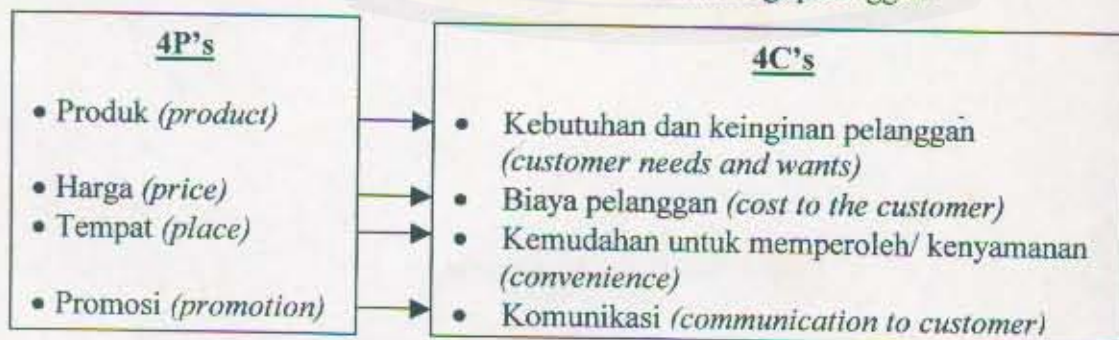 4P's
• Produk (product)
• Harga (price)
• Tempat (place)
• Promosi (promotion)
4C's
• Kebutuhan dan keinginan pelanggan
(customer needs and wants)
• Biaya pelanggan (cost to the customer)
• Kemudahan untuk memperoleh/ kenyamanan
(convenience)
• Komunikasi (communication to customer)